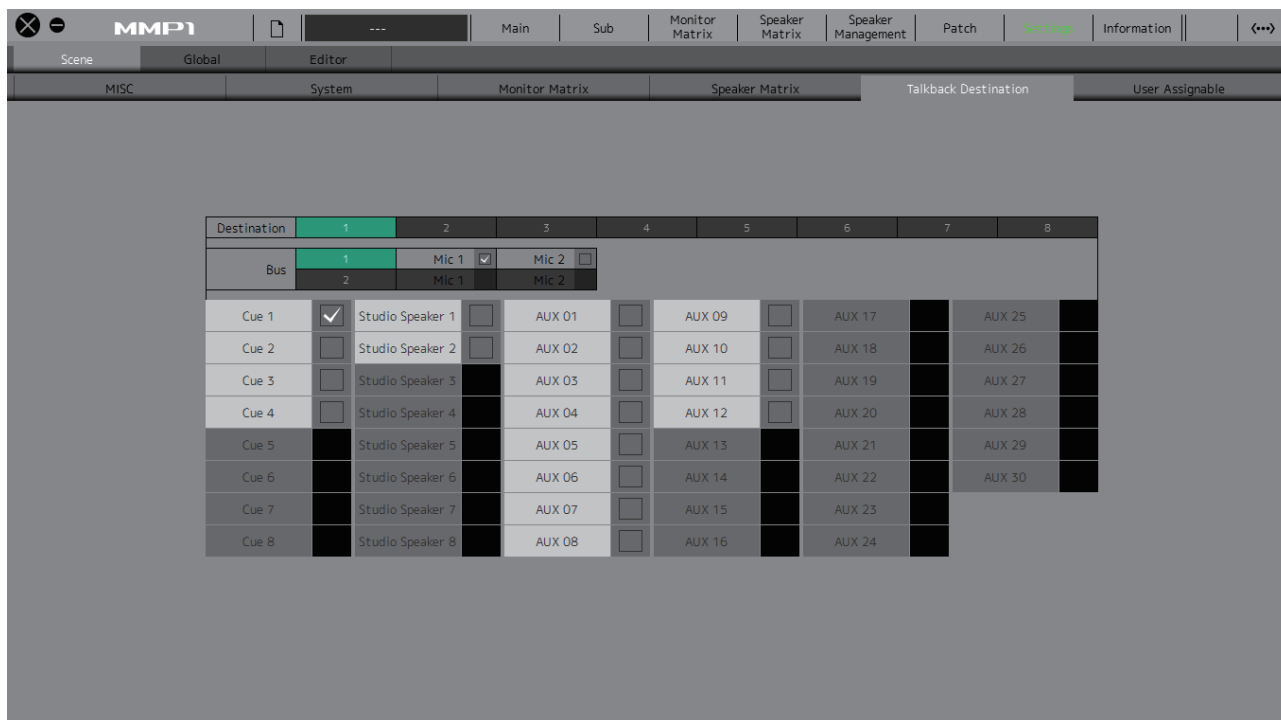 MMP1 --- Main Sub Monitor Matrix Speaker Matrix Speaker Management Patch Settings Information
Scene Global Editor
MISC System Monitor Matrix Speaker Matrix Talkback Destination User Assignable
Destination 1 2 3 4 5 6 7 8
Bus 1 Mic 1 Mic 2
2 Mic 1 Mic 2
Cue 1 Studio Speaker 1 AUX 01 AUX 09 AUX 17 AUX 25
Cue 2 Studio Speaker 2 AUX 02 AUX 10 AUX 18 AUX 26
Cue 3 Studio Speaker 3 AUX 03 AUX 11 AUX 19 AUX 27
Cue 4 Studio Speaker 4 AUX 04 AUX 12 AUX 20 AUX 28
Cue 5 Studio Speaker 5 AUX 05 AUX 13 AUX 21 AUX 29
Cue 6 Studio Speaker 6 AUX 06 AUX 14 AUX 22 AUX 30
Cue 7 Studio Speaker 7 AUX 07 AUX 15 AUX 23
Cue 8 Studio Speaker 8 AUX 08 AUX 16 AUX 24